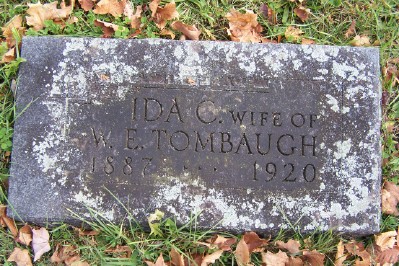 IDA C. WIFE OF
W. E. TOMBAUGH
1887 ... 1920